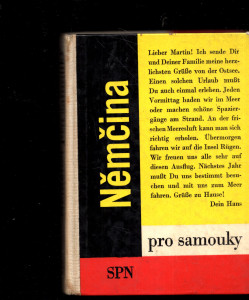 Němčina
Lieber Martin! Ich sende Dir
und Deiner Familie meine herz-
lichsten Grüße von der Ostsee.
Einen solchen Urlaub mußt
Du auch einmal erleben. Jeden
Vormittag baden wir im Meer
oder machen schöne Spazier-
gänge am Strand. An der fri-
schen Meeresluft kann man sich
richtig erholen. Übermorgen
fahren wir auf die Insel Rügen.
Wir freuen uns alle sehr auf
diesen Ausflug. Nächstes Jahr
mußt Du uns bestimmt besu-
chen und mit uns zum Meer
fahren. Grüße zu Hause!
Dein Hans
pro samouky
SPN